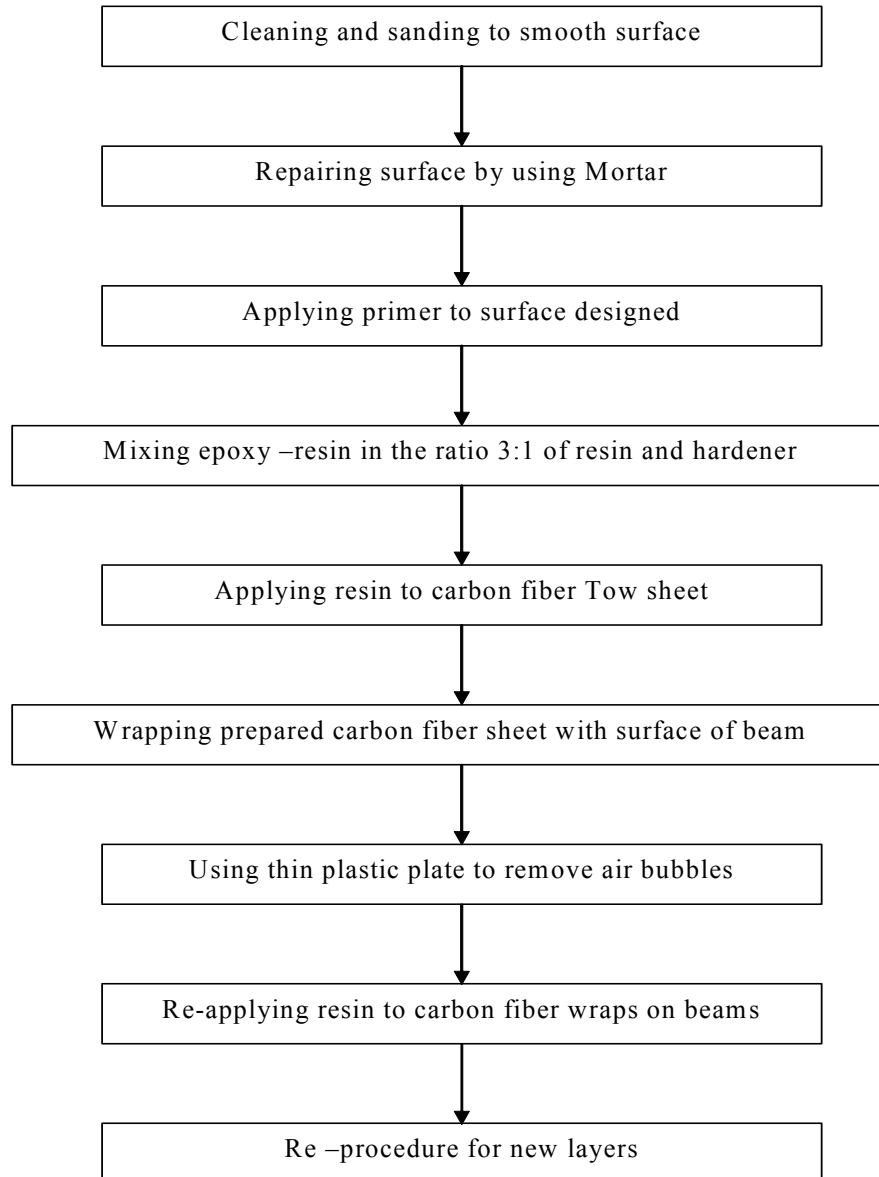 Cleaning and sanding to smooth surface
Repairing surface by using Mortar
Applying primer to surface designed
Mixing epoxy –resin in the ratio 3:1 of resin and hardener
Applying resin to carbon fiber Tow sheet
Wrapping prepared carbon fiber sheet with surface of beam
Using thin plastic plate to remove air bubbles
Re-applying resin to carbon fiber wraps on beams
Re –procedure for new layers